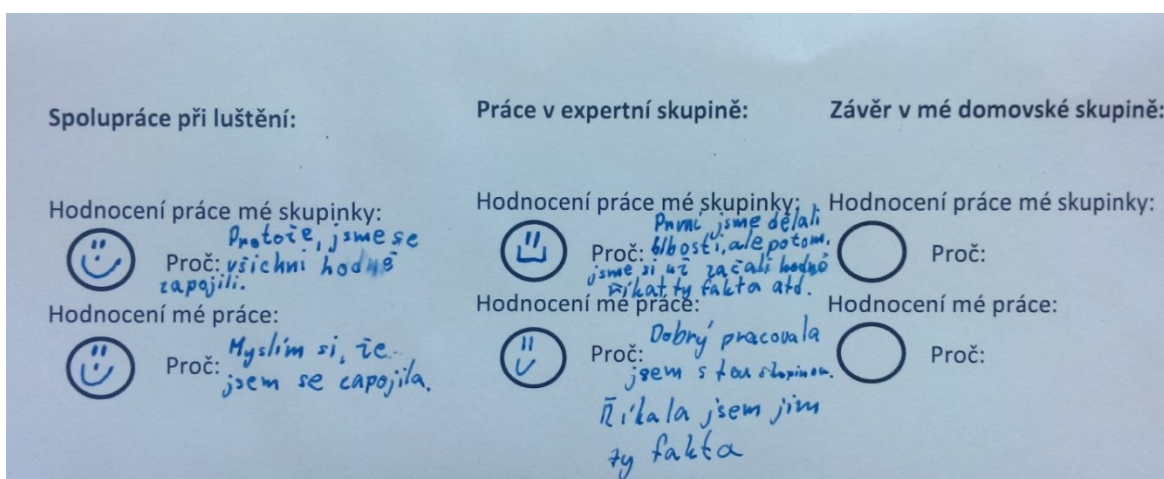 Spolupráce při luštění:
Hodnocení práce mé skupinky:
Protože, jsme se
Proč: všichni hodně
zapojili.
Hodnocení mé práce:
Myslím si, že
Proč:
jsem se capojila.
Práce v expertní skupině:
Hodnocení práce mé skupinky:
První jsme dělali
Proč: blbosti, ale potom,
jsme si už začali hodně
říkat, ty fakta atd.
Hodnocení mé práce:
Dobrý pracovala
Proč:
jsem s tou skupinou.
Říkala jsem jim
ty fakta
Závěr v mé domovské skupině:
Hodnocení práce mé skupinky:
Proč:
Hodnocení mé práce:
Proč: